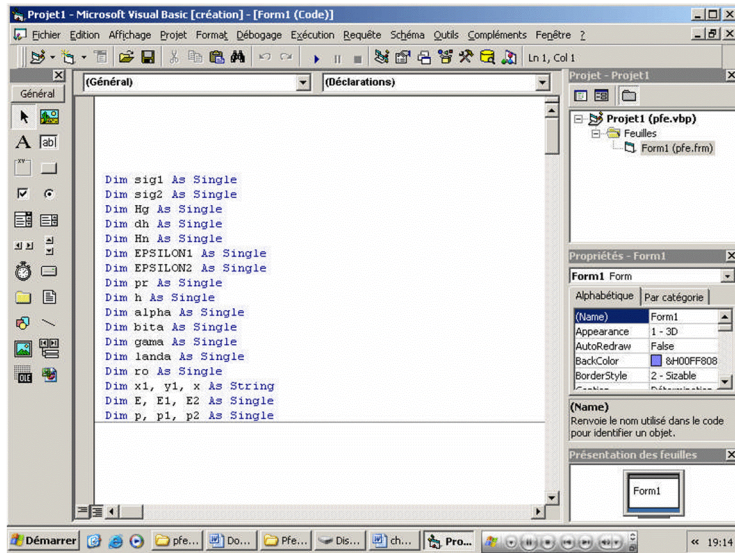 Projet1 - Microsoft Visual Basic [création] - [Form1 (Code)]
Fichier Edition Affichage Projet Format Débogage Exécution Requête Schéma Outils Compléments Fenêtre ?
Ln 1, Col 1
Général
(Général)
(Déclarations)
Dim sig1 As Single
Dim sig2 As Single
Dim Hg As Single
Dim dh As Single
Dim Hn As Single
Dim EPSILON1 As Single
Dim EPSILON2 As Single
Dim pr As Single
Dim h As Single
Dim alpha As Single
Dim bita As Single
Dim gama As Single
Dim landa As Single
Dim ro As Single
Dim x1, y1, x As String
Dim E, E1, E2 As Single
Dim p, p1, p2 As Single
Projet - Projet1
Projet1 (pfe.vbp)
Feuilles
Form1 (pfe.frm)
Propriétés - Form1
Form1 Form
Alphabétique Par catégorie
(Name) Form1
Appearance 1 - 3D
AutoRedraw False
BackColor &H00FF808
BorderStyle 2 - Sizable
(Name)
Renvoie le nom utilisé dans le code
pour identifier un objet.
Présentation des feuilles
Form1
Démarrer pfe... Do... Pfe... Dis... ch... Pro... « 19:14